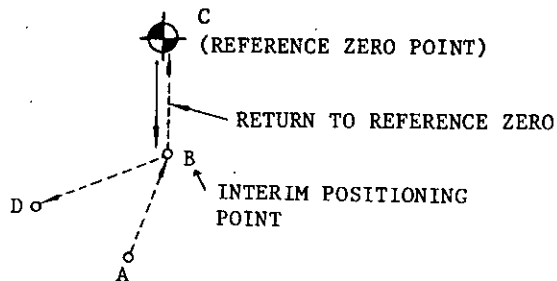 C
(REFERENCE ZERO POINT)
RETURN TO REFERENCE ZERO
B
INTERIM POSITIONING
POINT
D
A